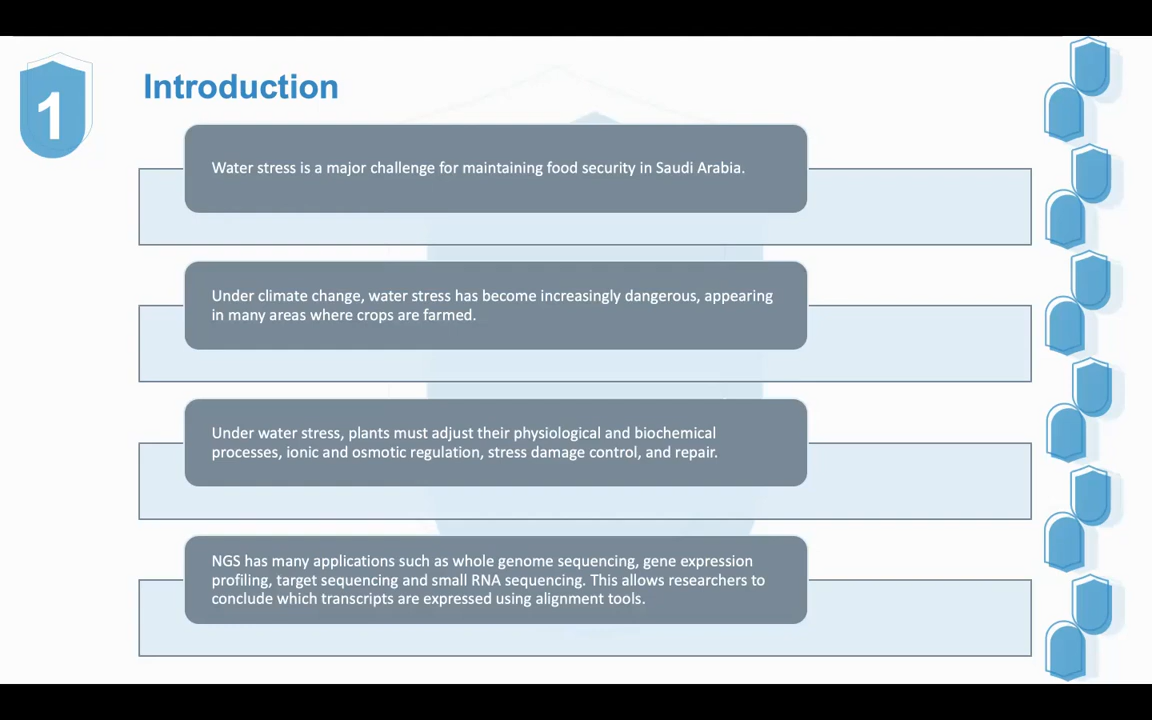 1
Introduction
Water stress is a major challenge for maintaining food security in Saudi Arabia.
Under climate change, water stress has become increasingly dangerous, appearing
in many areas where crops are farmed.
Under water stress, plants must adjust their physiological and biochemical
processes, ionic and osmotic regulation, stress damage control, and repair.
NGS has many applications such as whole genome sequencing, gene expression
profiling, target sequencing and small RNA sequencing. This allows researchers to
conclude which transcripts are expressed using alignment tools.